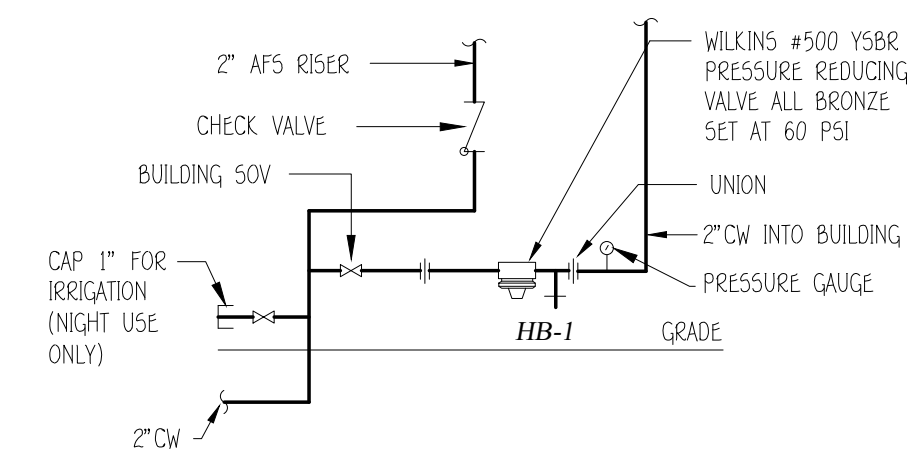 2" AFS RISER
CHECK VALVE
BUILDING SOV
CAP 1" FOR
IRRIGATION
(NIGHT USE
ONLY)
2"CW
WILKINS #500 YSBR
PRESSURE REDUCING
VALVE ALL BRONZE
SET AT 60 PSI
UNION
2"CW INTO BUILDING
PRESSURE GAUGE
HB-1
GRADE